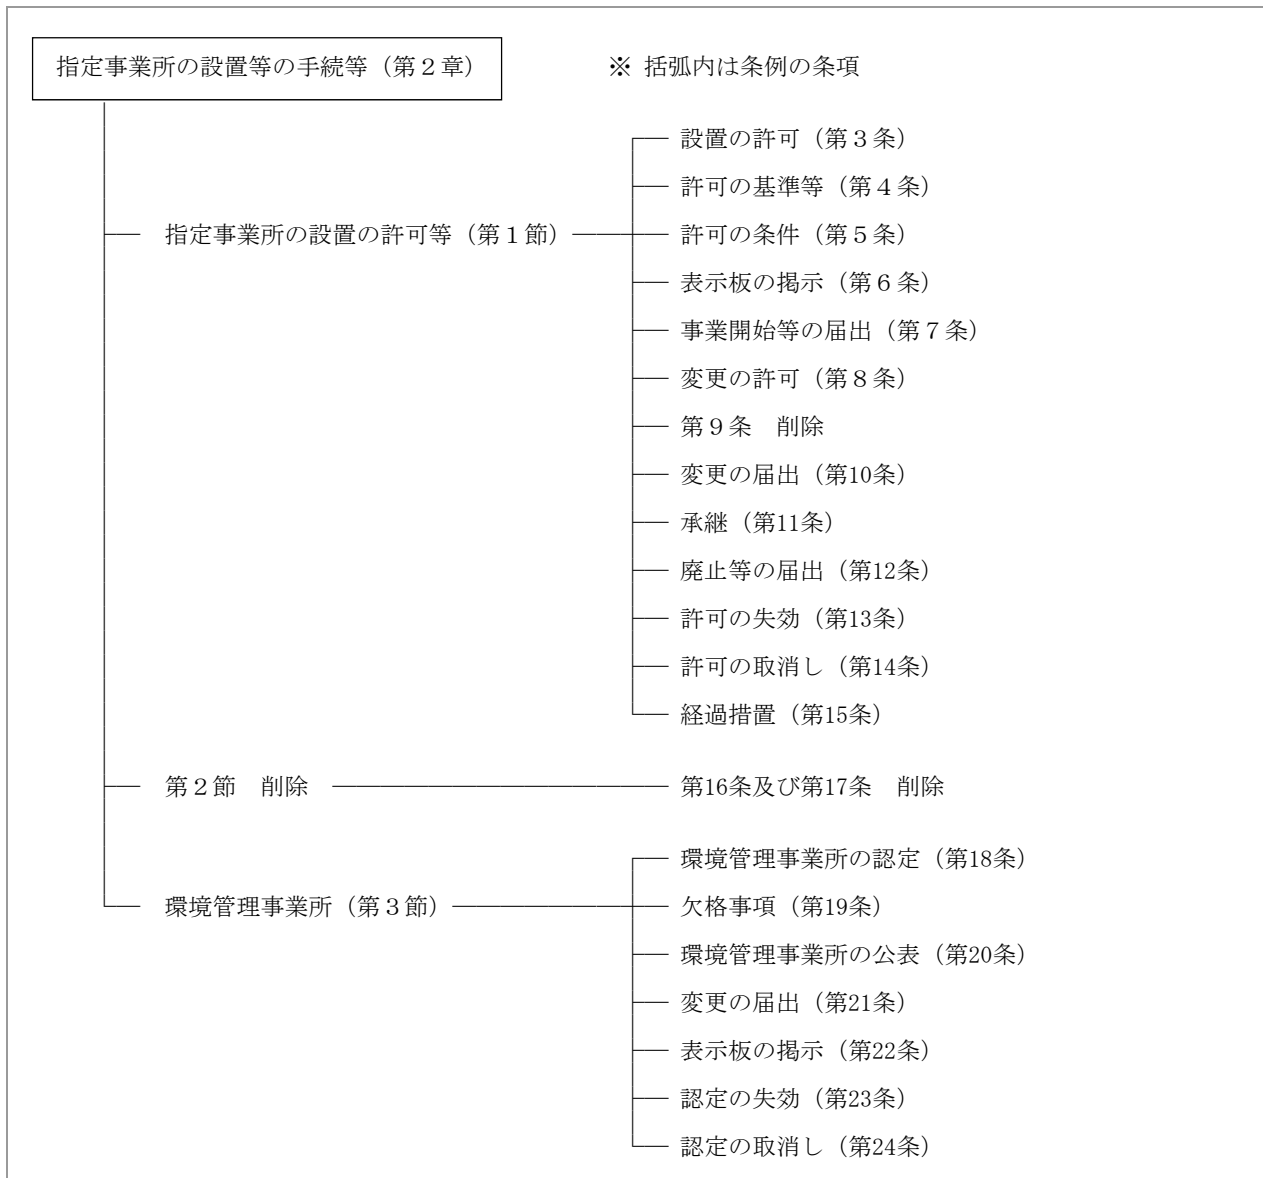 指定事業所の設置等の手続等（第２章）　※ 括弧内は条例の条項
設置の許可（第３条）
許可の基準等（第４条）
指定事業所の設置の許可等（第１節）　許可の条件（第５条）
表示板の掲示（第６条）
事業開始等の届出（第７条）
変更の許可（第８条）
第９条　削除
変更の届出（第10条）
承継（第11条）
廃止等の届出（第12条）
許可の失効（第13条）
許可の取消し（第14条）
経過措置（第15条）
第２節　削除　第16条及び第17条　削除
環境管理事業所の認定（第18条）
環境管理事業所（第３節）　欠格事項（第19条）
環境管理事業所の公表（第20条）
変更の届出（第21条）
表示板の掲示（第22条）
認定の失効（第23条）
認定の取消し（第24条）